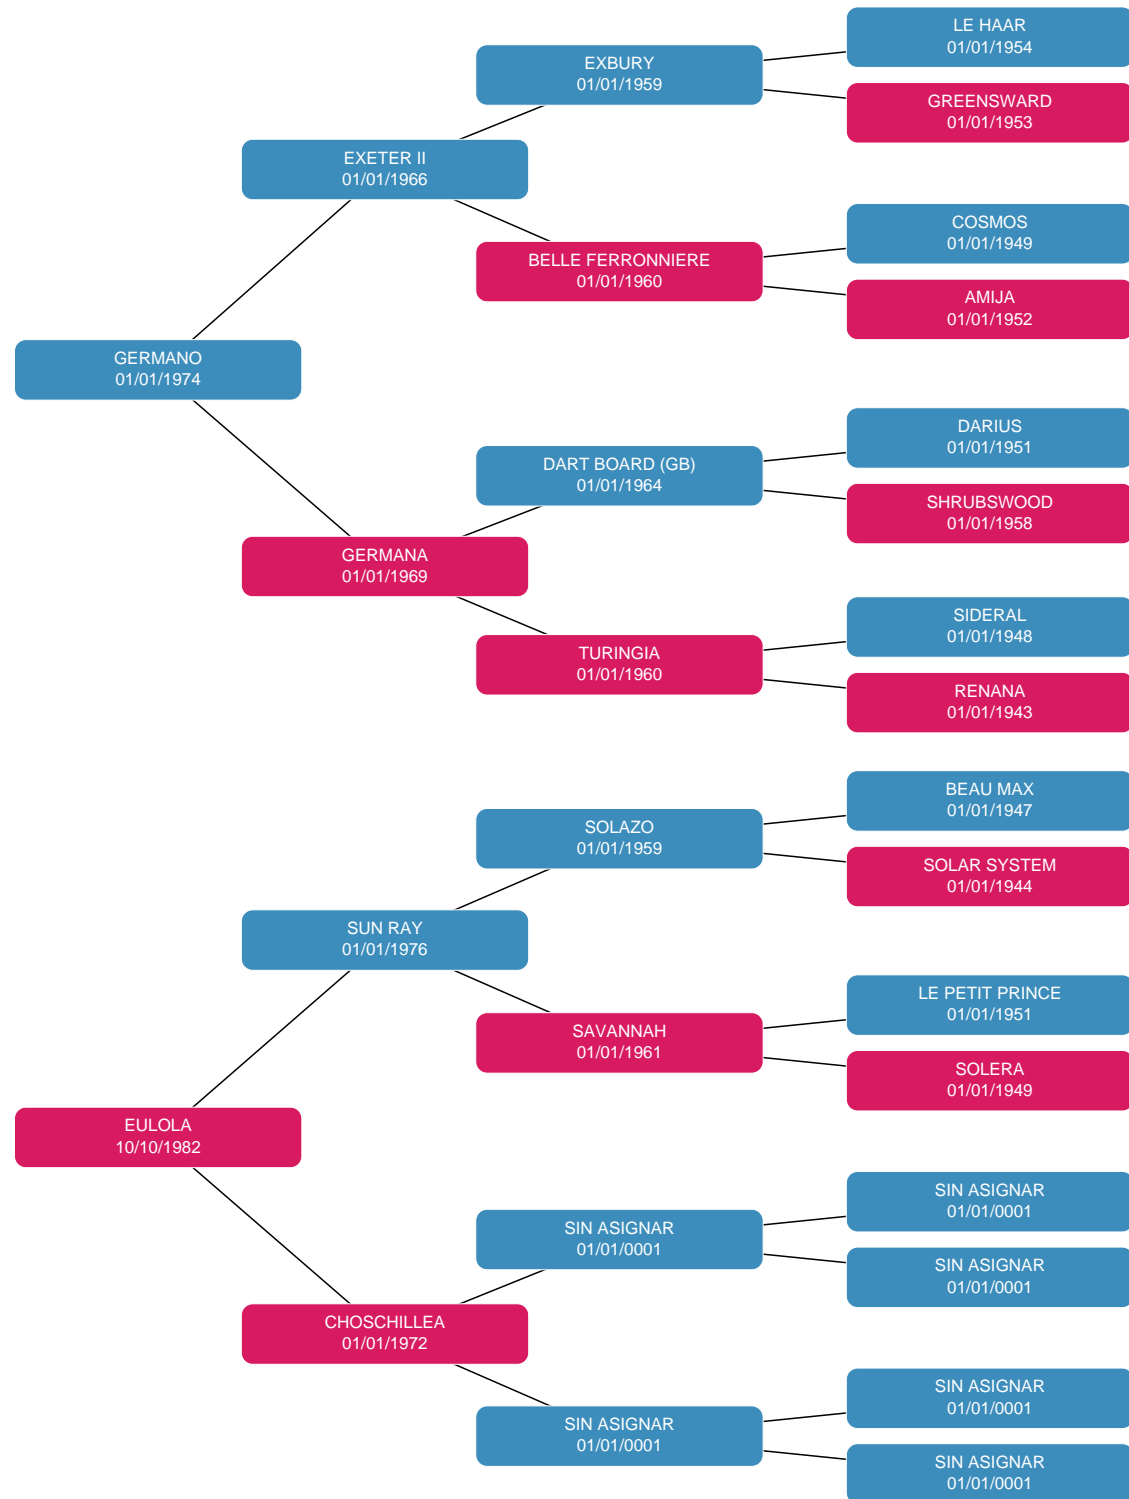 LE HAAR
01/01/1954
EXBURY
01/01/1959
GREENSWARD
01/01/1953
EXETER II
01/01/1966
COSMOS
01/01/1949
BELLE FERRONNIERE
01/01/1960
AMIJA
01/01/1952
GERMANO
01/01/1974
DARIUS
01/01/1951
DART BOARD (GB)
01/01/1964
SHRUBSWOOD
01/01/1958
GERMANA
01/01/1969
SIDERAL
01/01/1948
TURINGIA
01/01/1960
RENANA
01/01/1943
BEAU MAX
01/01/1947
SOLAZO
01/01/1959
SOLAR SYSTEM
01/01/1944
SUN RAY
01/01/1976
LE PETIT PRINCE
01/01/1951
SAVANNAH
01/01/1961
SOLERA
01/01/1949
EULOLA
10/10/1982
SIN ASIGNAR
01/01/0001
SIN ASIGNAR
01/01/0001
SIN ASIGNAR
01/01/0001
CHOSCHILLEA
01/01/1972
SIN ASIGNAR
01/01/0001
SIN ASIGNAR
01/01/0001
SIN ASIGNAR
01/01/0001